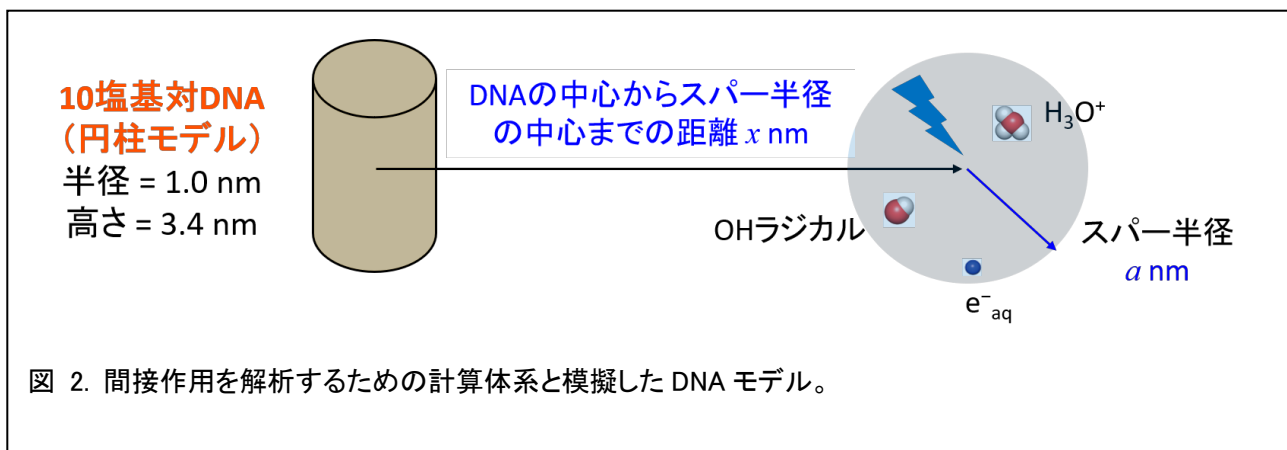 10塩基対DNA
（円柱モデル）
半径 = 1.0 nm
高さ = 3.4 nm
DNAの中心からスパー半径
の中心までの距離 x nm
H₃O⁺
OHラジカル
スパー半径
a nm
e⁻aq
図 2. 間接作用を解析するための計算体系と模擬した DNA モデル。